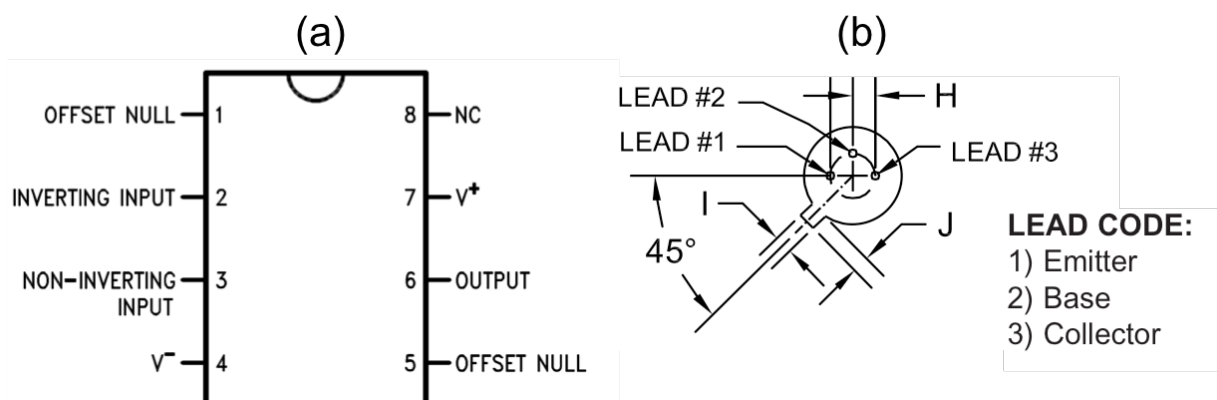 (a)
OFFSET NULL
1
8
NC
INVERTING INPUT
2
7
V+
NON-INVERTING
INPUT
3
6
OUTPUT
V-
4
5
OFFSET NULL
(b)
LEAD #2
H
LEAD #1
LEAD #3
I
J
45°
LEAD CODE:
1) Emitter
2) Base
3) Collector